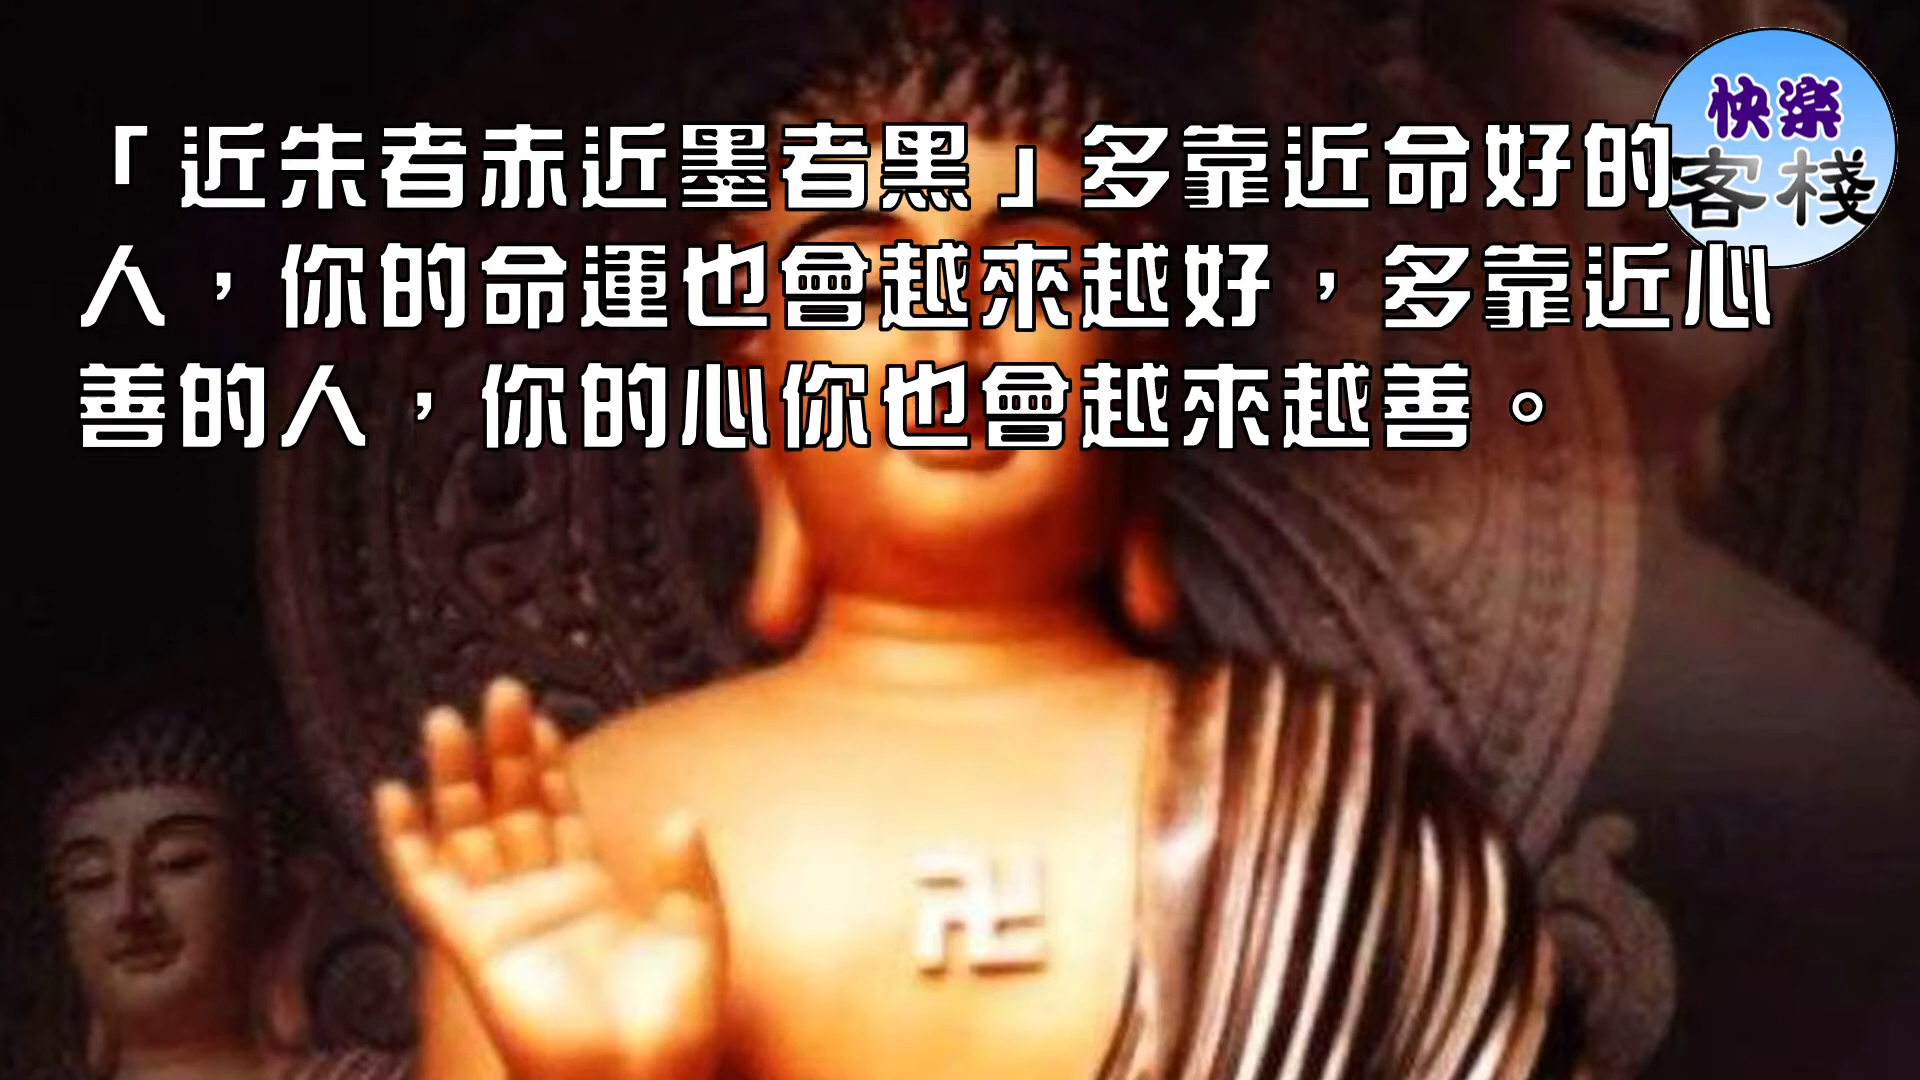 快楽
客棧
「近朱者赤近墨者黑」多靠近命好的
人，你的命運也會越來越好，多靠近心
善的人，你的心你也會越來越善。
卍